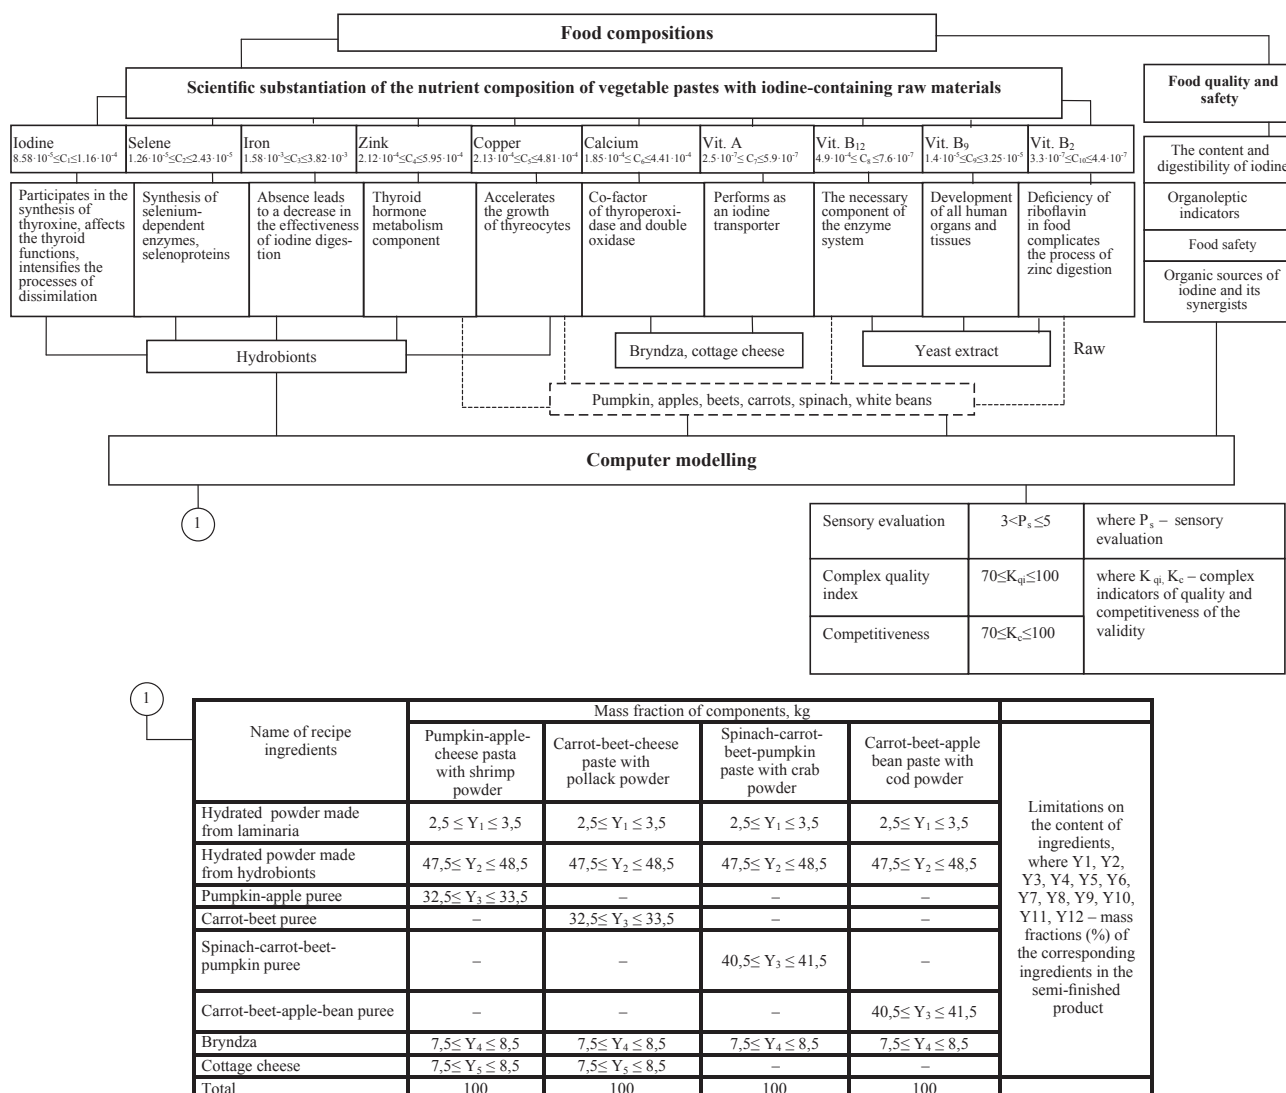 Food compositions
Scientific substantiation of the nutrient composition of vegetable pastes with iodine-containing raw materials
Food quality and
safety
Iodine
8.58·10⁻⁵≤C₁≤1.16·10⁻⁴
Selene
1.26·10⁻⁵≤C₂≤2.43·10⁻⁵
Iron
1.58·10⁻³≤C₃≤3.82·10⁻³
Zink
2.12·10⁻⁴≤C₄≤5.95·10⁻⁴
Copper
2.13·10⁻⁴≤C₅≤4.81·10⁻⁴
Calcium
1.85·10⁻⁴≤ C₆≤4.41·10⁻⁴
Vit. A
2.5·10⁻⁷≤ C₇≤5.9·10⁻⁷
Vit. B₁₂
4.9·10⁻⁴≤ C₈ ≤7.6·10⁻⁷
Vit. B₉
1.4·10⁻⁵≤C₉≤3.25·10⁻⁵
Vit. B₂
3.3·10⁻⁷≤C₁₀≤4.4·10⁻⁷
Participates in the
synthesis of
thyroxine, affects
the thyroid
functions,
intensifies the
processes of
dissimilation
Synthesis of
selenium-
dependent
enzymes,
selenoproteins
Absence leads
to a decrease in
the effectiveness
of iodine diges-
tion
Thyroid
hormone
metabolism
component
Accelerates
the growth
of thyreocytes
Co-factor
of thyroperoxi-
dase and double
oxidase
Performs as
an iodine
transporter
The necessary
component of
the enzyme
system
Development
of all human
organs and
tissues
Deficiency of
riboflavin
in food
complicates
the process of
zinc digestion
The content and
digestibility of iodine
Organoleptic
indicators
Food safety
Organic sources of
iodine and its
synergists
Hydrobionts
Bryndza, cottage cheese
Yeast extract
Raw
Pumpkin, apples, beets, carrots, spinach, white beans
Computer modelling
1
Sensory evaluation
3<Pₛ ≤5
where Pₛ – sensory
evaluation
Complex quality
index
70≤K_qi≤100
where K qi, K_c – complex
indicators of quality and
competitiveness of the
validity
Competitiveness
70≤K_c≤100
1
Name of recipe
ingredients
Mass fraction of components, kg
Pumpkin-apple-
cheese pasta
with shrimp
powder
Carrot-beet-cheese
paste with
pollack powder
Spinach-carrot-
beet-pumpkin
paste with crab
powder
Carrot-beet-apple
bean paste with
cod powder
Limitations on
the content of
ingredients,
where Y1, Y2,
Y3, Y4, Y5, Y6,
Y7, Y8, Y9, Y10,
Y11, Y12 – mass
fractions (%) of
the corresponding
ingredients in the
semi-finished
product
Hydrated powder made
from laminaria
2,5 ≤ Y₁ ≤ 3,5
2,5≤ Y₁ ≤ 3,5
2,5≤ Y₁ ≤ 3,5
2,5≤ Y₁ ≤ 3,5
Hydrated powder made
from hydrobionts
47,5≤ Y₂ ≤ 48,5
47,5≤ Y₂ ≤ 48,5
47,5≤ Y₂ ≤ 48,5
47,5≤ Y₂ ≤ 48,5
Pumpkin-apple puree
32,5≤ Y₃ ≤ 33,5
–
–
–
Carrot-beet puree
–
32,5≤ Y₃ ≤ 33,5
–
–
Spinach-carrot-beet-
pumpkin puree
–
–
40,5≤ Y₃ ≤ 41,5
–
Carrot-beet-apple-bean puree
–
–
–
40,5≤ Y₃ ≤ 41,5
Bryndza
7,5≤ Y₄ ≤ 8,5
7,5≤ Y₄ ≤ 8,5
7,5≤ Y₄ ≤ 8,5
7,5≤ Y₄ ≤ 8,5
Cottage cheese
7,5≤ Y₅ ≤ 8,5
7,5≤ Y₅ ≤ 8,5
–
–
Total
100
100
100
100